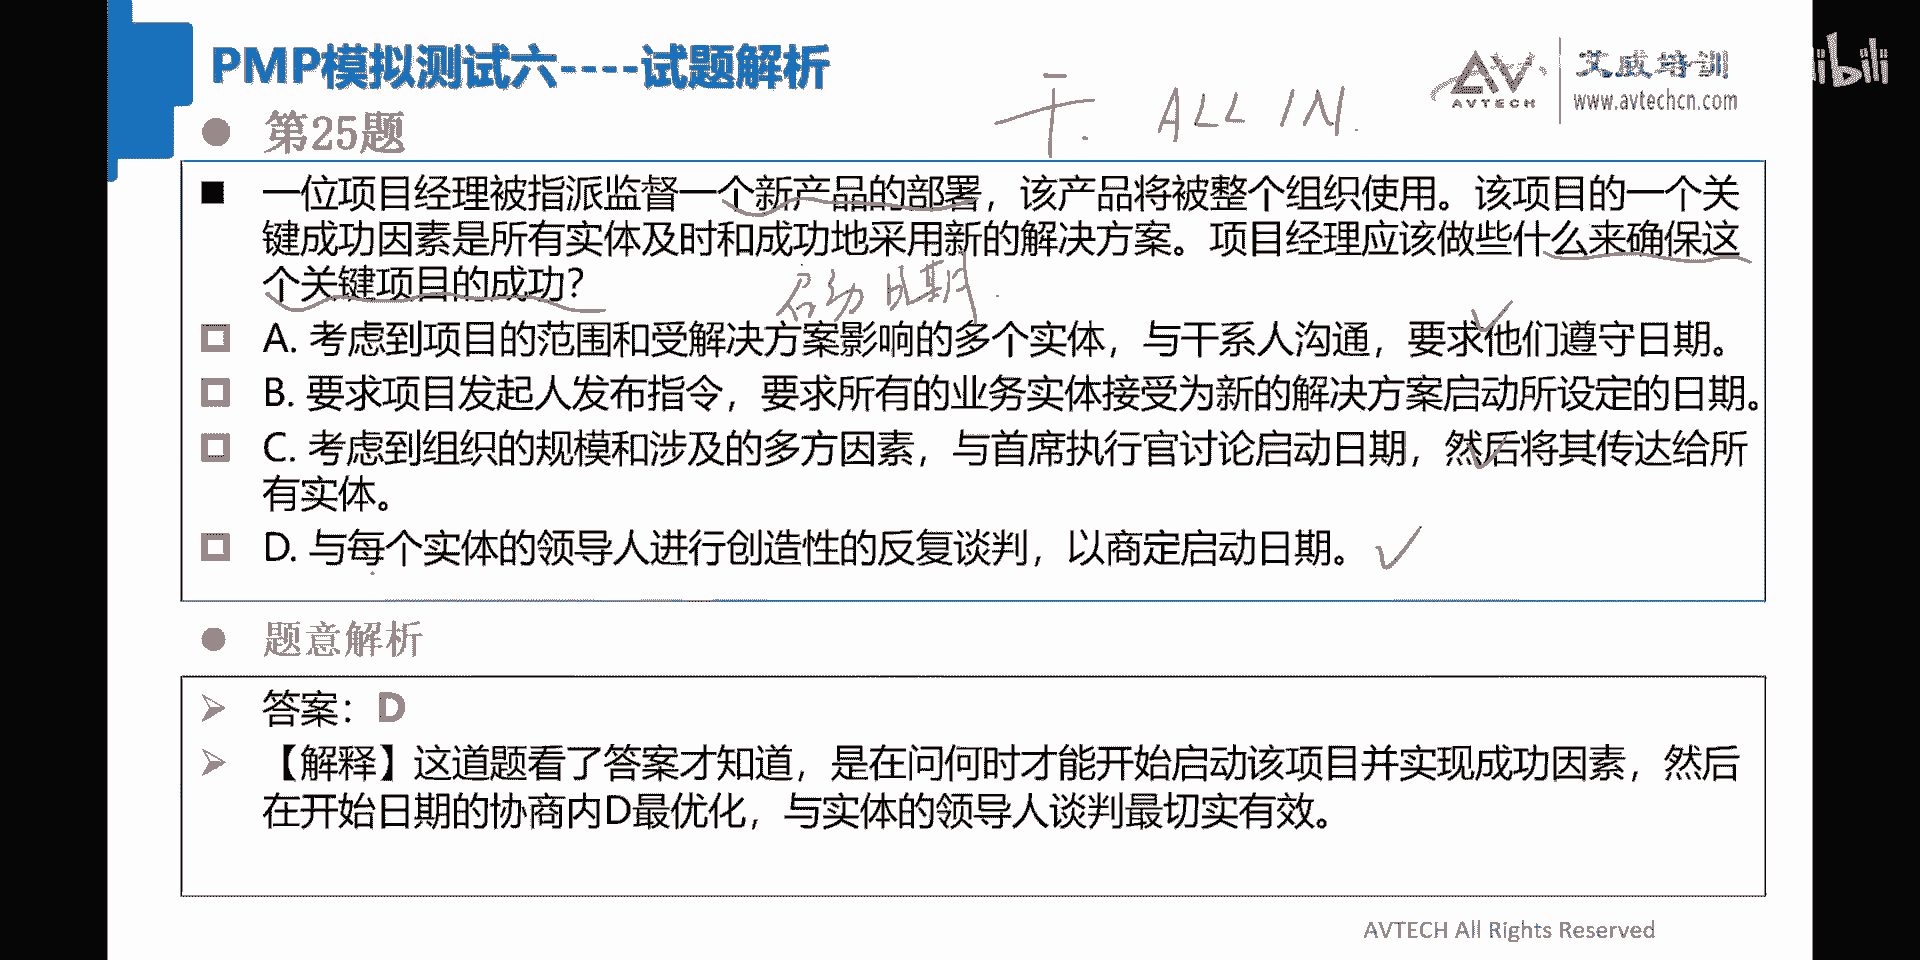 PMP模拟测试六----试题解析
干. ALL IN.
AVTECH
艾威培训
www.avtechcn.com
bili
● 第25题
■ 一位项目经理被指派监督一个新产品的部署，该产品将被整个组织使用。该项目的一个关
键成功因素是所有实体及时和成功地采用新的解决方案。项目经理应该做些什么来确保这
个关键项目的成功？
启动日期.
A. 考虑到项目的范围和受解决方案影响的多个实体，与干系人沟通，要求他们遵守日期。
B. 要求项目发起人发布指令，要求所有的业务实体接受为新的解决方案启动所设定的日期。
C. 考虑到组织的规模和涉及的多方因素，与首席执行官讨论启动日期，然后将其传达给所
有实体。
D. 与每个实体的领导人进行创造性的反复谈判，以商定启动日期。
● 题意解析
答案：D
【解释】这道题看了答案才知道，是在问何时才能开始启动该项目并实现成功因素，然后
在开始日期的协商内D最优化，与实体的领导人谈判最切实有效。
AVTECH All Rights Reserved